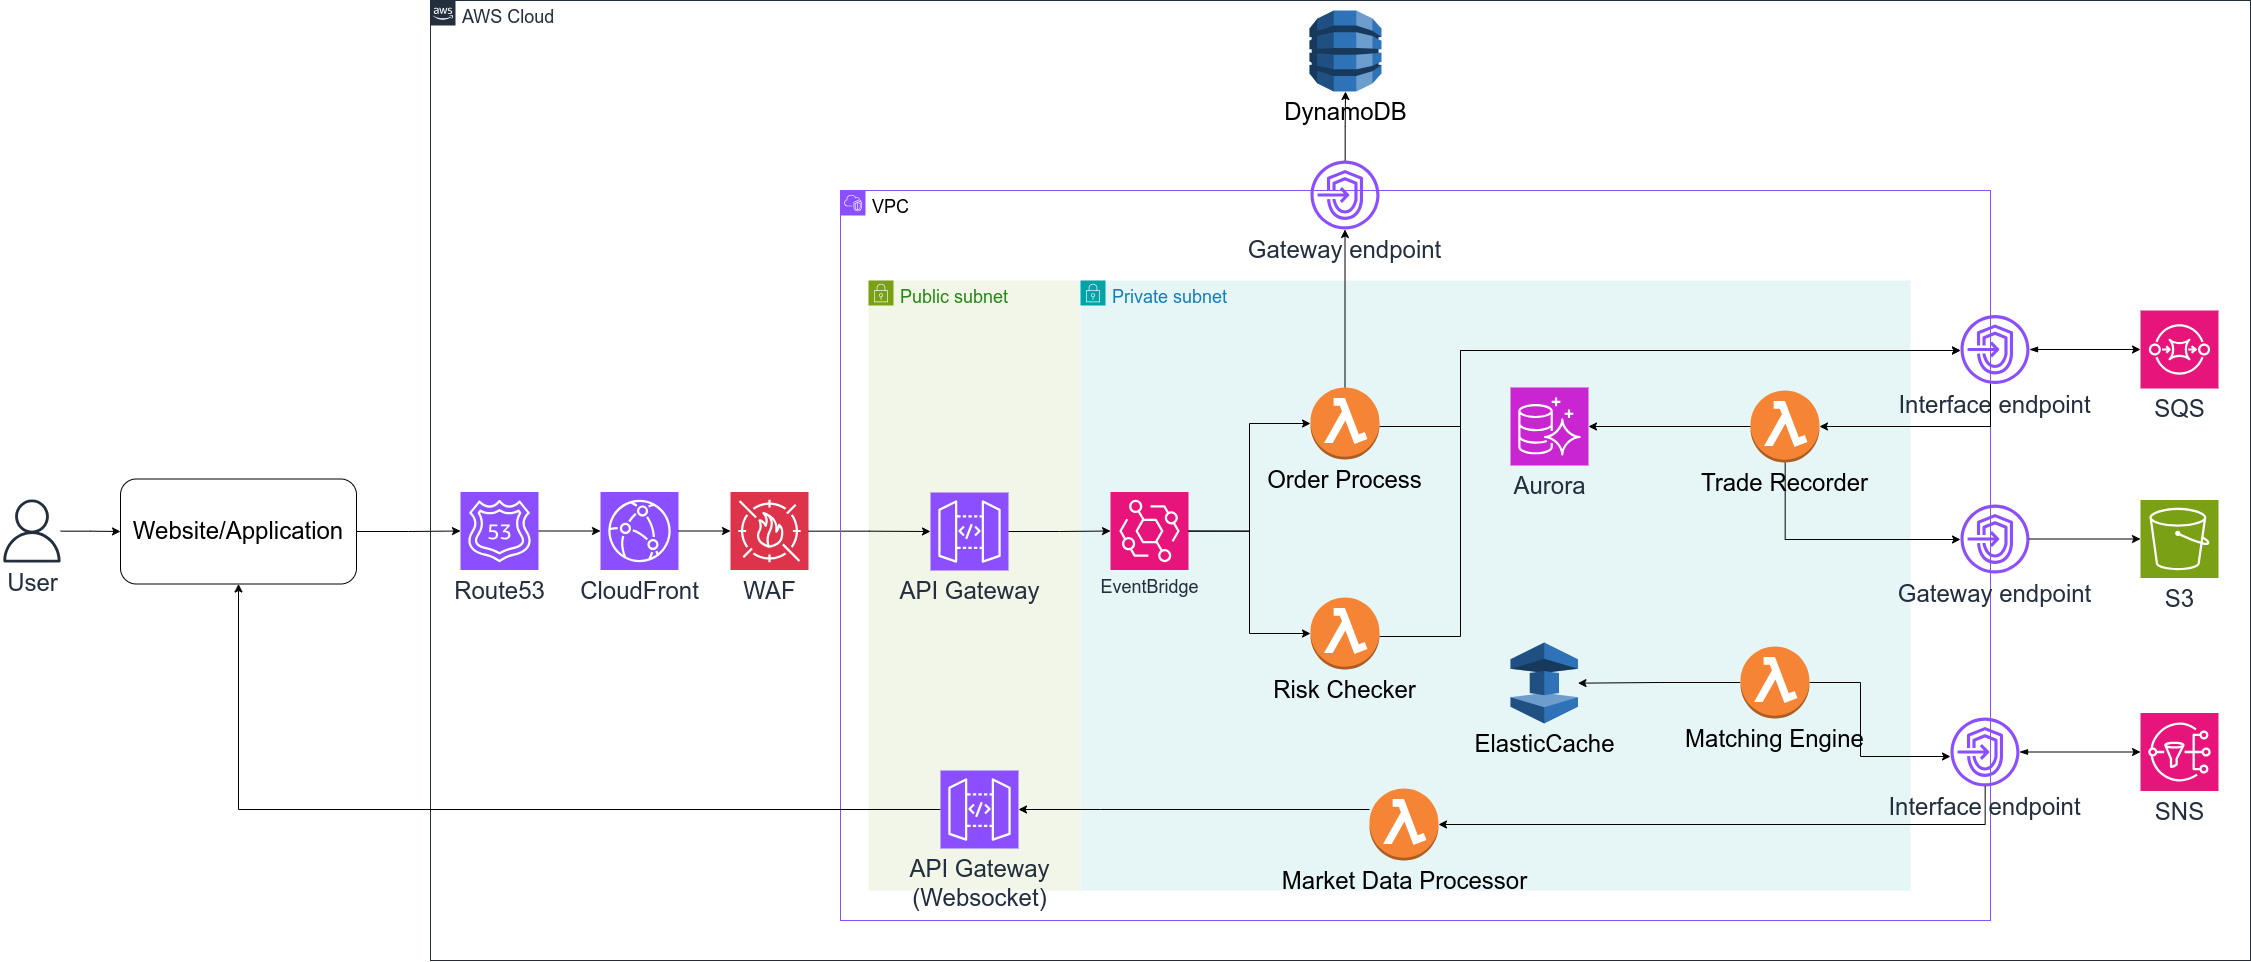 aws
AWS Cloud
DynamoDB
VPC
Gateway endpoint
Public subnet
Private subnet
Interface endpoint
SQS
Order Process
Aurora
Trade Recorder
User
Website/Application
53
Route53
CloudFront
WAF
</>
API Gateway
EventBridge
Gateway endpoint
S3
Risk Checker
ElasticCache
Matching Engine
Interface endpoint
SNS
</>
API Gateway
(Websocket)
Market Data Processor